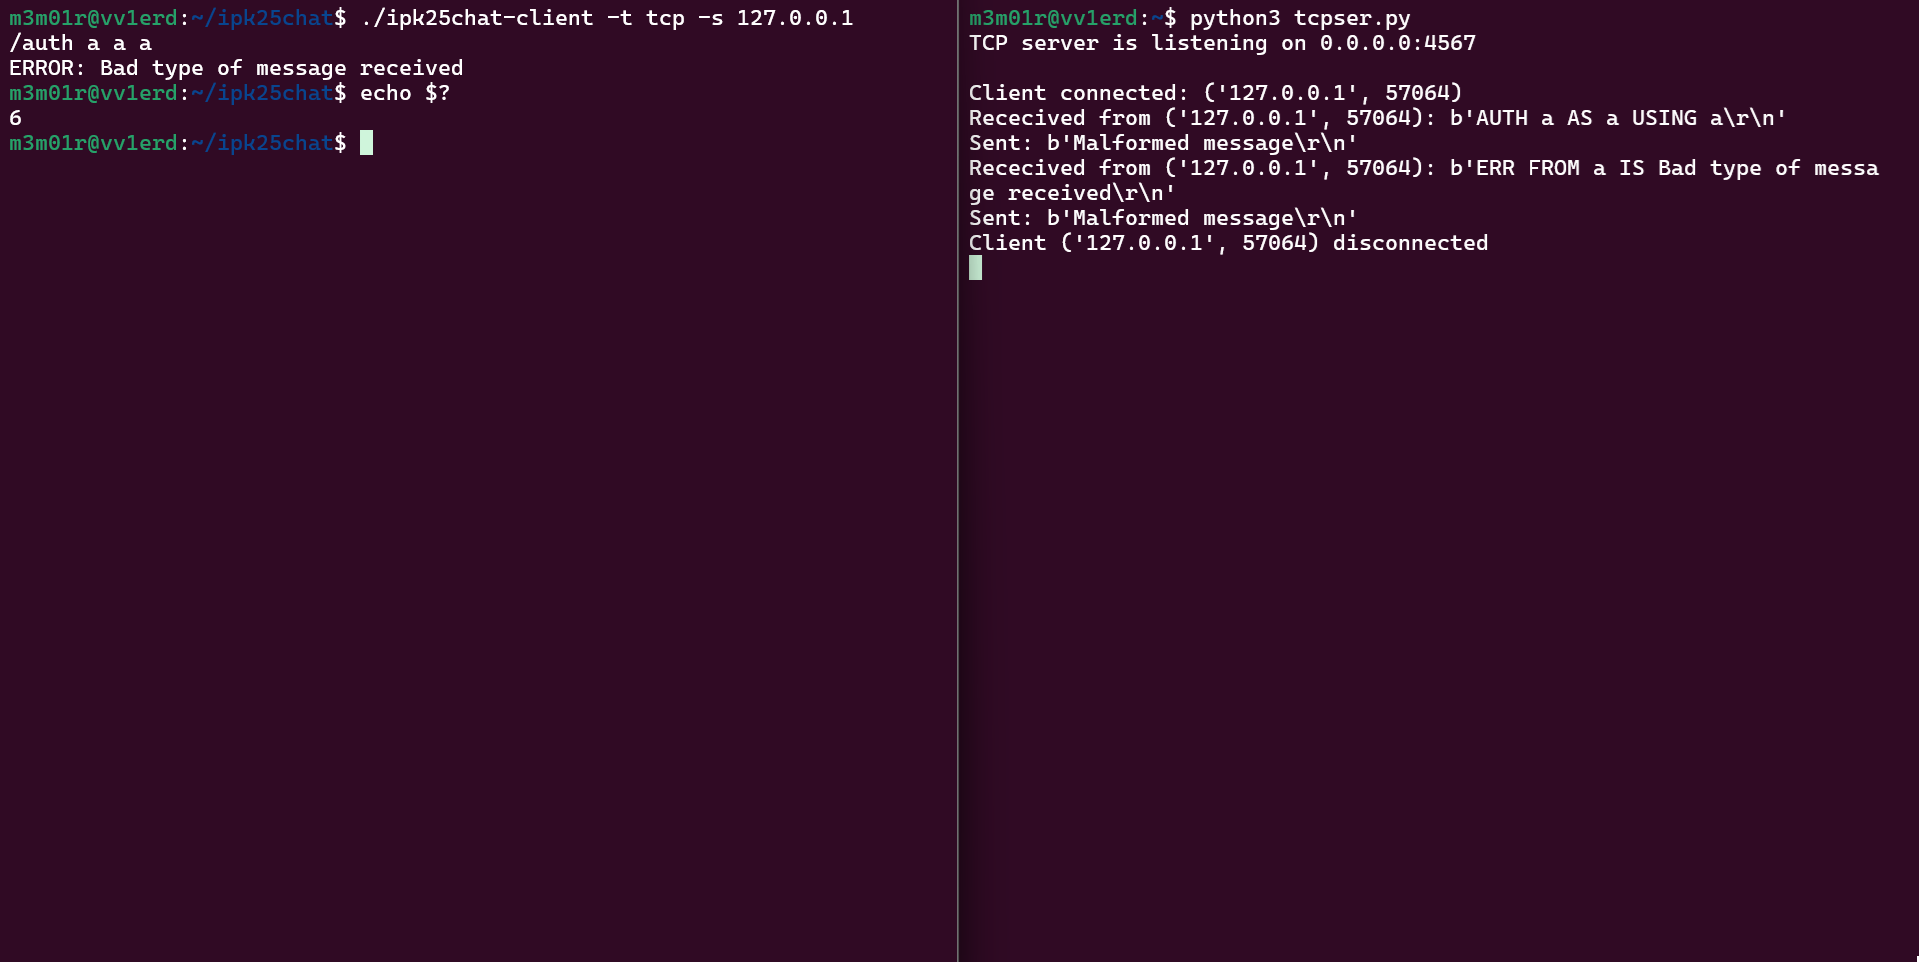 m3m01r@vv1erd:~/ipk25chat$ ./ipk25chat-client -t tcp -s 127.0.0.1
/auth a a a
ERROR: Bad type of message received
m3m01r@vv1erd:~/ipk25chat$ echo $?
6
m3m01r@vv1erd:~/ipk25chat$
m3m01r@vv1erd:~$ python3 tcpser.py
TCP server is listening on 0.0.0.0:4567
Client connected: ('127.0.0.1', 57064)
Rececived from ('127.0.0.1', 57064): b'AUTH a AS a USING a\r\n'
Sent: b'Malformed message\r\n'
Rececived from ('127.0.0.1', 57064): b'ERR FROM a IS Bad type of messa
ge received\r\n'
Sent: b'Malformed message\r\n'
Client ('127.0.0.1', 57064) disconnected